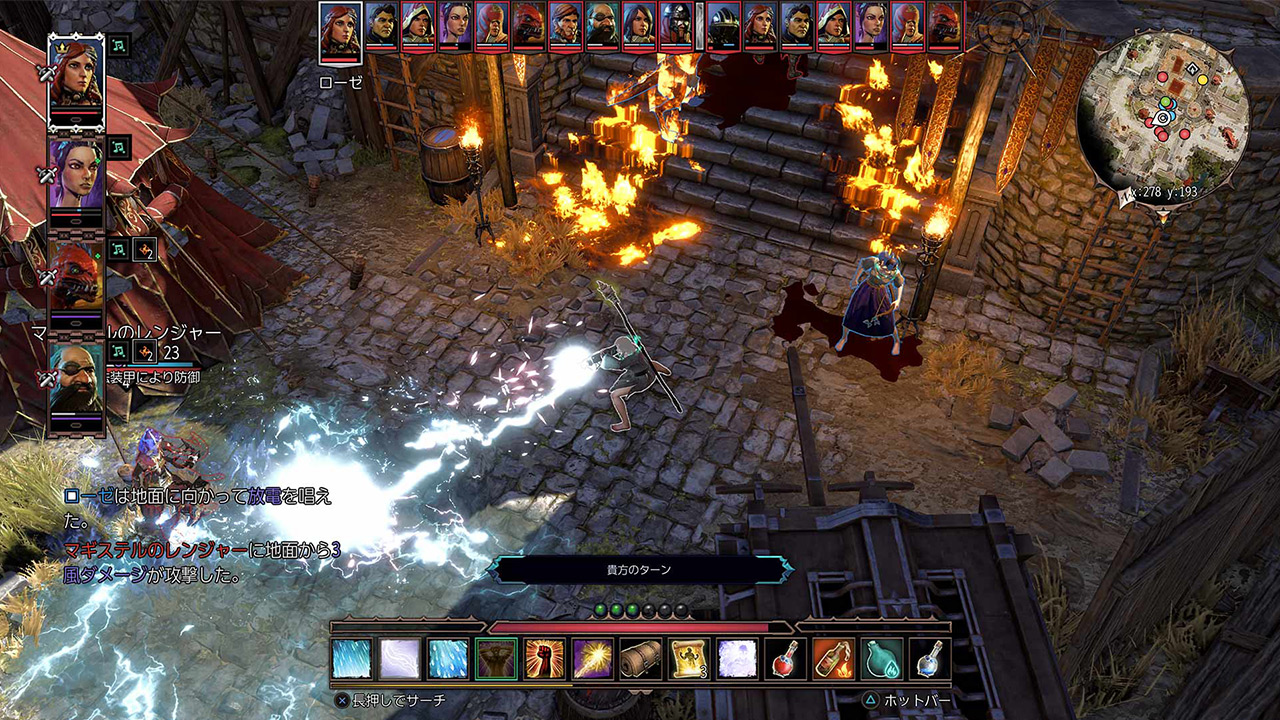 ローゼ
x:278 y:193
のレンジャー
2
2
23
装甲により防御
ローゼは地面に向かって放電を唱え
た。
マギステルのレンジャーに地面から3
風ダメージが攻撃した。
貴方のターン
3
長押してサーチ
ホットバー